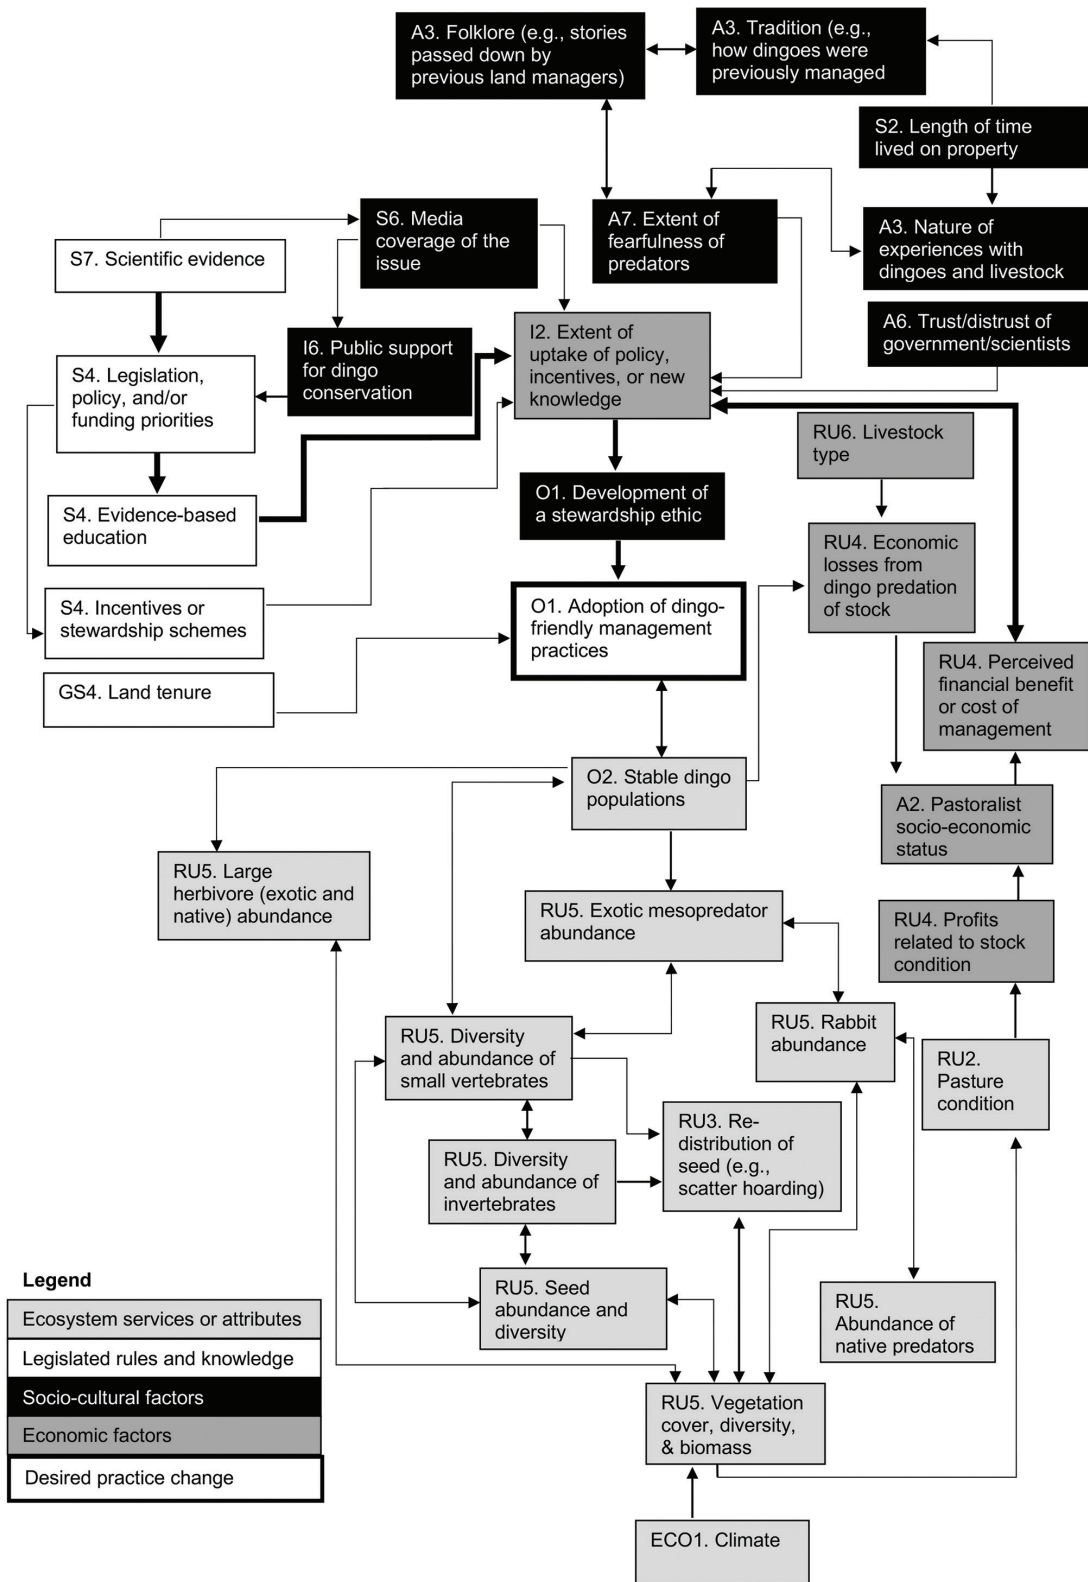 A3. Folklore (e.g., stories
passed down by
previous land managers)
A3. Tradition (e.g.,
how dingoes were
previously managed
S2. Length of time
lived on property
S6. Media
coverage of the
issue
A7. Extent of
fearfulness of
predators
A3. Nature of
experiences with
dingoes and livestock
S7. Scientific evidence
A6. Trust/distrust of
government/scientists
I2. Extent of
uptake of policy,
incentives, or new
knowledge
I6. Public support
for dingo
conservation
S4. Legislation,
policy, and/or
funding priorities
RU6. Livestock
type
O1. Development of
a stewardship ethic
S4. Evidence-based
education
RU4. Economic
losses from
dingo predation
of stock
S4. Incentives or
stewardship schemes
O1. Adoption of dingo-
friendly management
practices
RU4. Perceived
financial benefit
or cost of
management
GS4. Land tenure
O2. Stable dingo
populations
A2. Pastoralist
socio-economic
status
RU5. Large
herbivore (exotic and
native) abundance
RU5. Exotic mesopredator
abundance
RU4. Profits
related to stock
condition
RU5. Diversity
and abundance of
small vertebrates
RU5. Rabbit
abundance
RU2.
Pasture
condition
RU3. Re-
distribution of
seed (e.g.,
scatter hoarding)
RU5. Diversity
and abundance of
invertebrates
RU5. Seed
abundance and
diversity
RU5.
Abundance of
native predators
RU5. Vegetation
cover, diversity,
& biomass
ECO1. Climate
Legend
Ecosystem services or attributes
Legislated rules and knowledge
Socio-cultural factors
Economic factors
Desired practice change